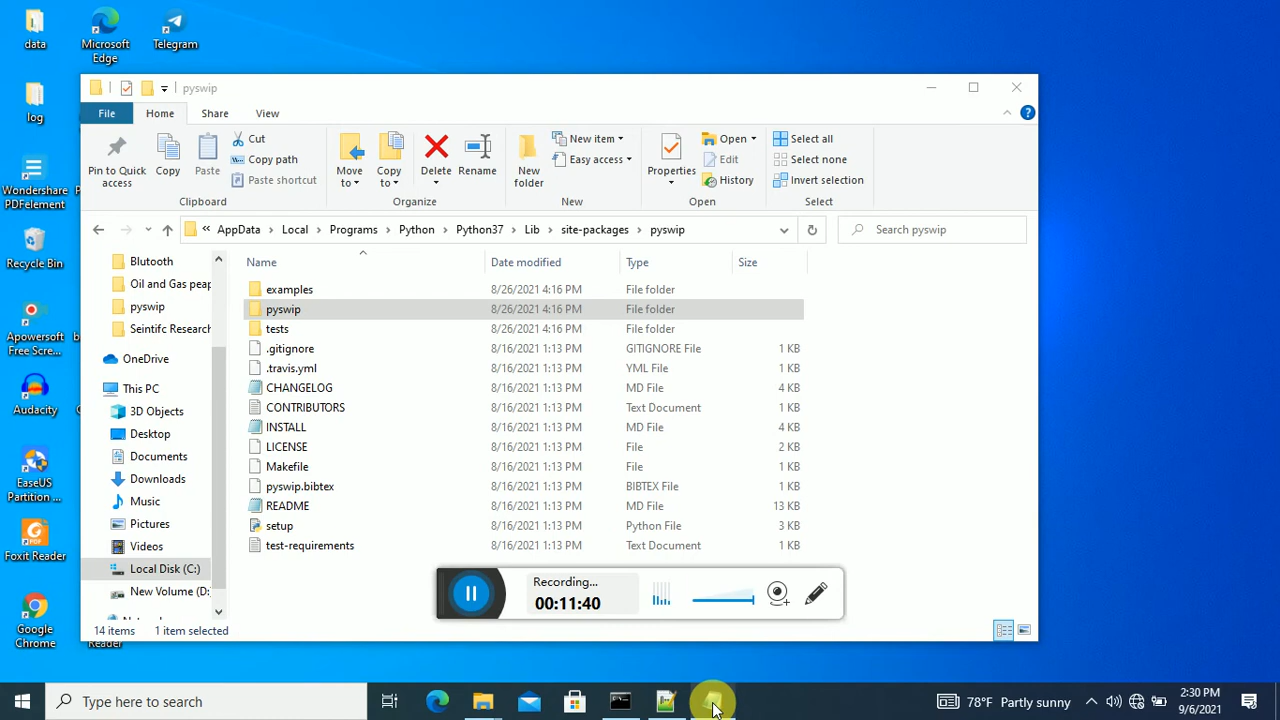 data
Microsoft
Edge
Telegram
log
Wondershare
PDFelement
Recycle Bin
Apowersoft
Free Scre...
Audacity
EaseUS
Partition ...
Foxit Reader
Google
Chrome
Reader
pyswip
File
Home
Share
View
Pin to Quick
access
Copy
Paste
Cut
Copy path
Paste shortcut
Clipboard
Move
to
Copy
to
Delete
Rename
Organize
New
folder
New item
Easy access
New
Properties
Open
Edit
History
Open
Select all
Select none
Invert selection
Select
« AppData > Local > Programs > Python > Python37 > Lib > site-packages > pyswip
Search pyswip
Blutooth
Oil and Gas peap
pyswip
Seintifc Research
OneDrive
This PC
3D Objects
Desktop
Documents
Downloads
Music
Pictures
Videos
Local Disk (C:)
New Volume (D:
Name Date modified Type Size
examples 8/26/2021 4:16 PM File folder
pyswip 8/26/2021 4:16 PM File folder
tests 8/26/2021 4:16 PM File folder
.gitignore 8/16/2021 1:13 PM GITIGNORE File 1 KB
.travis.yml 8/16/2021 1:13 PM YML File 1 KB
CHANGELOG 8/16/2021 1:13 PM MD File 4 KB
CONTRIBUTORS 8/16/2021 1:13 PM Text Document 1 KB
INSTALL 8/16/2021 1:13 PM MD File 4 KB
LICENSE 8/16/2021 1:13 PM File 2 KB
Makefile 8/16/2021 1:13 PM File 1 KB
pyswip.bibtex 8/16/2021 1:13 PM BIBTEX File 1 KB
README 8/16/2021 1:13 PM MD File 13 KB
setup 8/16/2021 1:13 PM Python File 3 KB
test-requirements 8/16/2021 1:13 PM Text Document 1 KB
Recording...
00:11:40
14 items 1 item selected
Type here to search
78°F Partly sunny
2:30 PM
9/6/2021